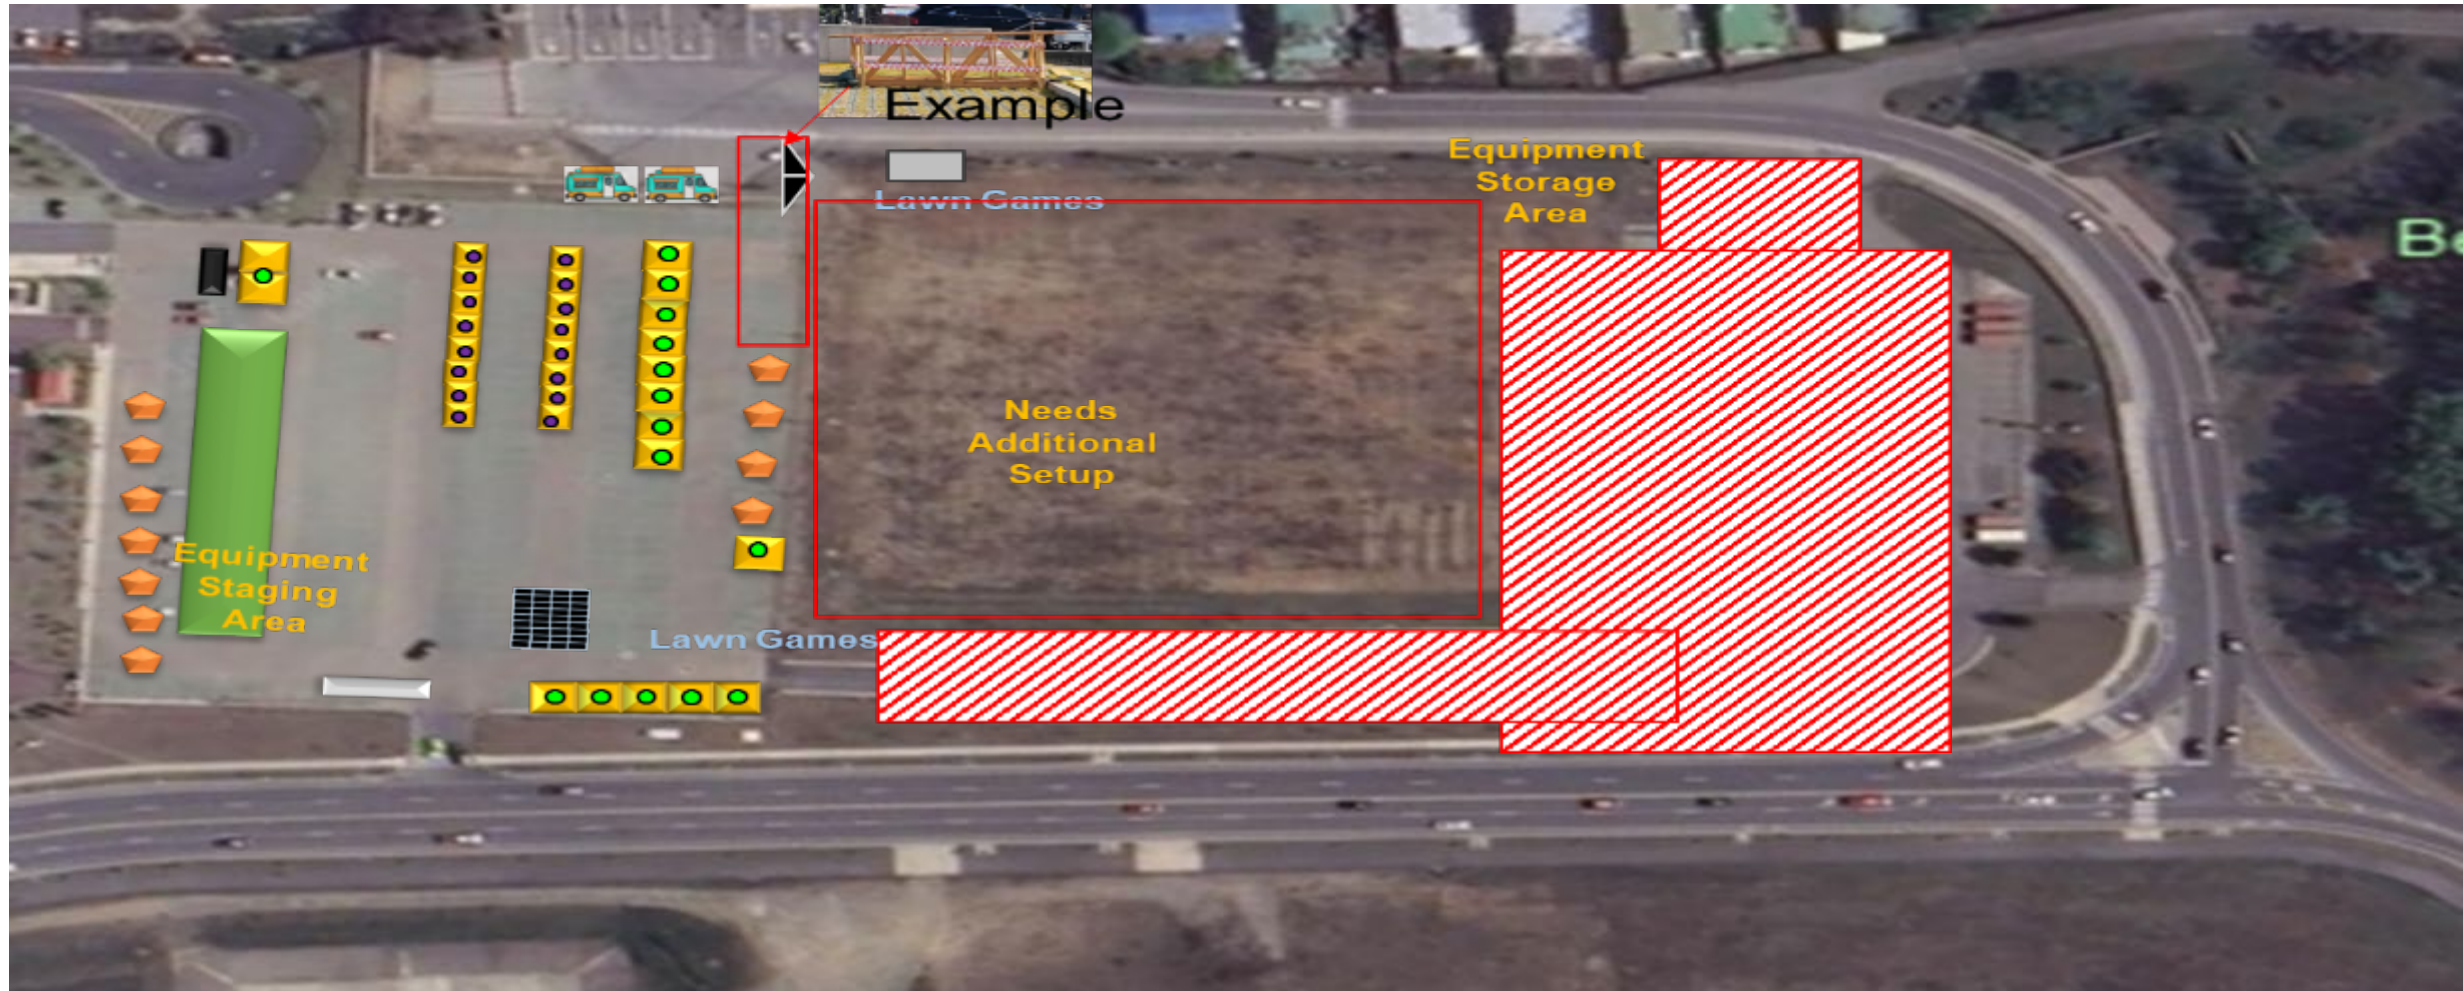 Example
Equipment
Storage
Area
Lawn Games
Needs
Additional
Setup
Equipment
Staging
Area
Lawn Games